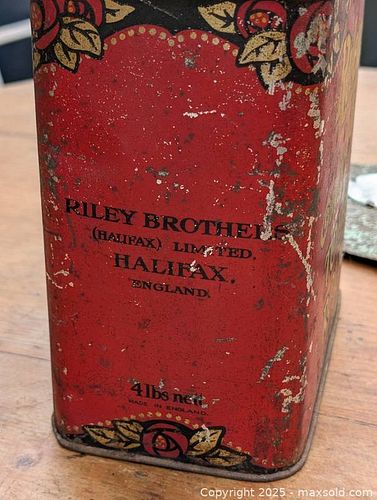 RILEY BROTHERS
(HALIFAX) LIMITED.
HALIFAX.
ENGLAND.
4 lbs nett
MADE IN ENGLAND.
Copyright 2025 - maxsold.com